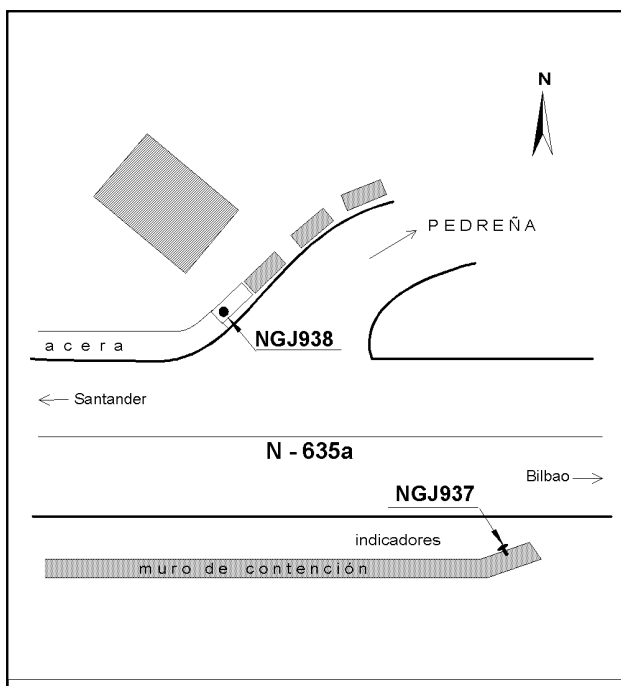 N
PEDREÑA
NGJ938
acera
Santander
N - 635a
Bilbao
NGJ937
indicadores
muro de contención